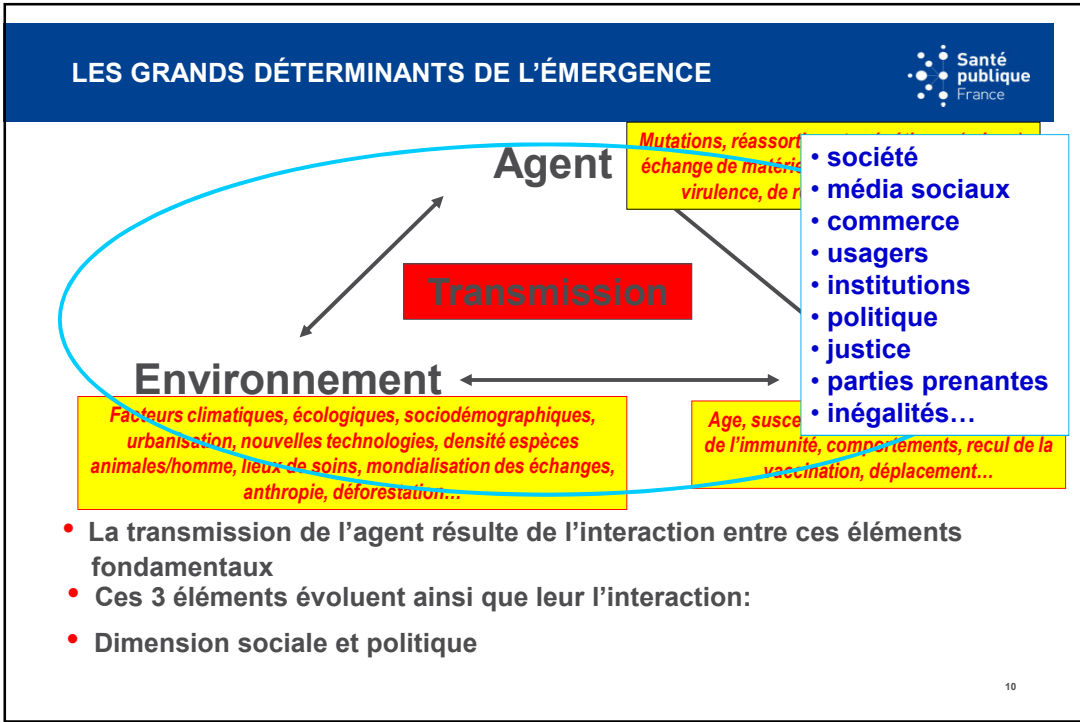 LES GRANDS DÉTERMINANTS DE L'ÉMERGENCE
Santé
publique
France
Agent
Mutations,
échange de
virulence, de
• société
• média sociaux
• commerce
• usagers
• institutions
• politique
• justice
• parties prenantes
• inégalités…
Transmission
Environnement
Facteurs climatiques, écologiques, sociodémographiques,
urbanisation, nouvelles technologies, densité espèces
animales/homme, lieux de soins, mondialisation des échanges,
anthropie, déforestation…
Age,
de l'immunité, comportements, recul de la
vaccination, déplacement…
• La transmission de l'agent résulte de l'interaction entre ces éléments
fondamentaux
• Ces 3 éléments évoluent ainsi que leur l'interaction:
• Dimension sociale et politique
10